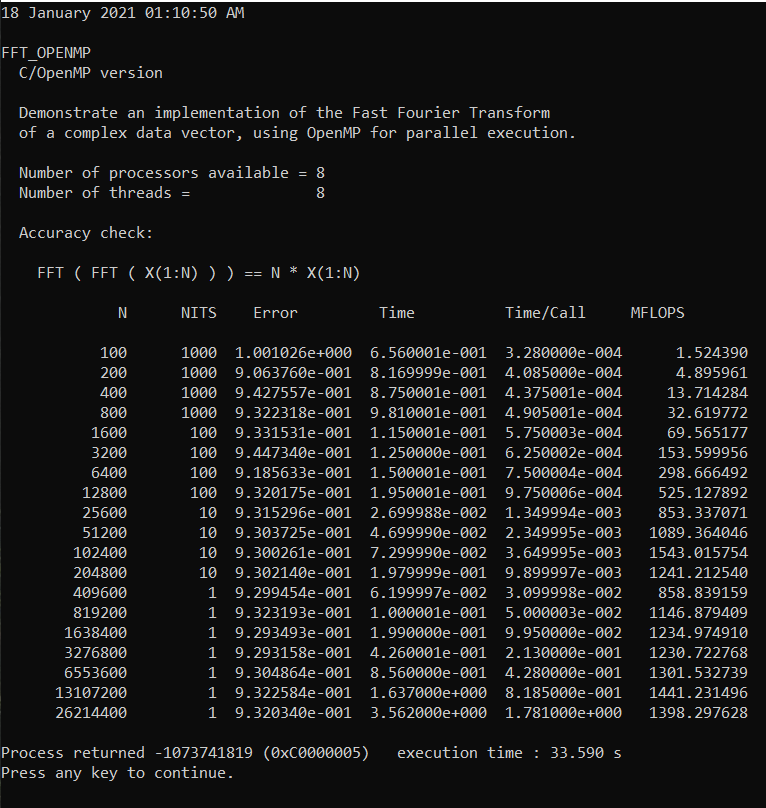 18 January 2021 01:10:50 AM
FFT_OPENMP
C/OpenMP version
Demonstrate an implementation of the Fast Fourier Transform
of a complex data vector, using OpenMP for parallel execution.
Number of processors available = 8
Number of threads = 8
Accuracy check:
FFT ( FFT ( X(1:N) ) ) == N * X(1:N)
N NITS Error Time Time/Call MFLOPS
100 1000 1.001026e+000 6.560001e-001 3.280000e-004 1.524390
200 1000 9.063760e-001 8.169999e-001 4.085000e-004 4.895961
400 1000 9.427557e-001 8.750001e-001 4.375001e-004 13.714284
800 1000 9.322318e-001 9.810001e-001 4.905001e-004 32.619772
1600 100 9.331531e-001 1.150001e-001 5.750003e-004 69.565177
3200 100 9.447340e-001 1.250000e-001 6.250002e-004 153.599956
6400 100 9.185633e-001 1.500001e-001 7.500004e-004 298.666492
12800 100 9.320175e-001 1.950001e-001 9.750006e-004 525.127892
25600 10 9.315296e-001 2.699988e-002 1.349994e-003 853.337071
51200 10 9.303725e-001 4.699990e-002 2.349995e-003 1089.364046
102400 10 9.300261e-001 7.299990e-002 3.649995e-003 1543.015754
204800 10 9.302140e-001 1.979999e-001 9.899997e-003 1241.212540
409600 1 9.299454e-001 6.199997e-002 3.099998e-002 858.839159
819200 1 9.323193e-001 1.000001e-001 5.000003e-002 1146.879409
1638400 1 9.293493e-001 1.990000e-001 9.950000e-002 1234.974910
3276800 1 9.293158e-001 4.260001e-001 2.130000e-001 1230.722768
6553600 1 9.304864e-001 8.560000e-001 4.280000e-001 1301.532739
13107200 1 9.322584e-001 1.637000e+000 8.185000e-001 1441.231496
26214400 1 9.320340e-001 3.562000e+000 1.781000e+000 1398.297628
Process returned -1073741819 (0xC0000005) execution time : 33.590 s
Press any key to continue.